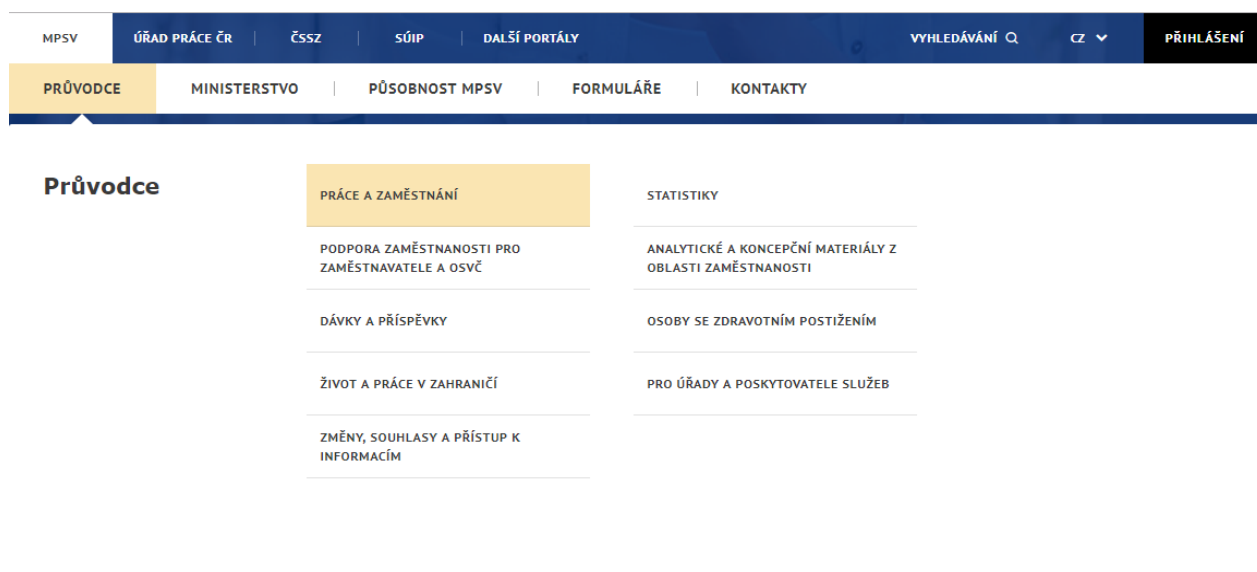 MPSV ÚŘAD PRÁCE ČR ČSSZ SÚIP DALŠÍ PORTÁLY VYHLEDÁVÁNÍ CZ PŘIHLÁŠENÍ
PRŮVODCE MINISTERSTVO PŮSOBNOST MPSV FORMULÁŘE KONTAKTY
Průvodce
PRÁCE A ZAMĚSTNÁNÍ
PODPORA ZAMĚSTNANOSTI PRO
ZAMĚSTNAVATELE A OSVČ
DÁVKY A PŘÍSPĚVKY
ŽIVOT A PRÁCE V ZAHRANIČÍ
ZMĚNY, SOUHLASY A PŘÍSTUP K
INFORMACÍM
STATISTIKY
ANALYTICKÉ A KONCEPČNÍ MATERIÁLY Z
OBLASTI ZAMĚSTNANOSTI
OSOBY SE ZDRAVOTNÍM POSTIŽENÍM
PRO ÚŘADY A POSKYTOVATELE SLUŽEB